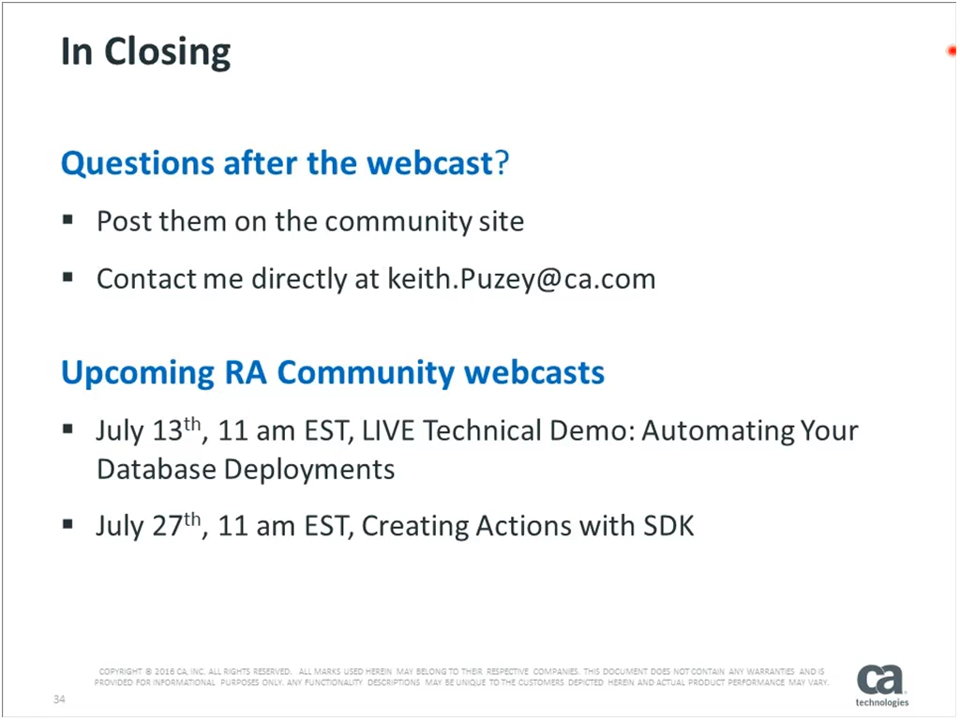 In Closing
Questions after the webcast?
▪ Post them on the community site
▪ Contact me directly at keith.Puzey@ca.com
Upcoming RA Community webcasts
▪ July 13th, 11 am EST, LIVE Technical Demo: Automating Your
Database Deployments
▪ July 27th, 11 am EST, Creating Actions with SDK
COPYRIGHT © 2016 CA, INC. ALL RIGHTS RESERVED. ALL MARKS USED HEREIN MAY BELONG TO THEIR RESPECTIVE COMPANIES. THIS DOCUMENT DOES NOT CONTAIN ANY WARRANTIES AND IS
PROVIDED FOR INFORMATIONAL PURPOSES ONLY. ANY FUNCTIONALITY DESCRIPTIONS MAY BE UNIQUE TO THE CUSTOMERS DEPICTED HEREIN AND ACTUAL PRODUCT PERFORMANCE MAY VARY.
34
ca
technologies